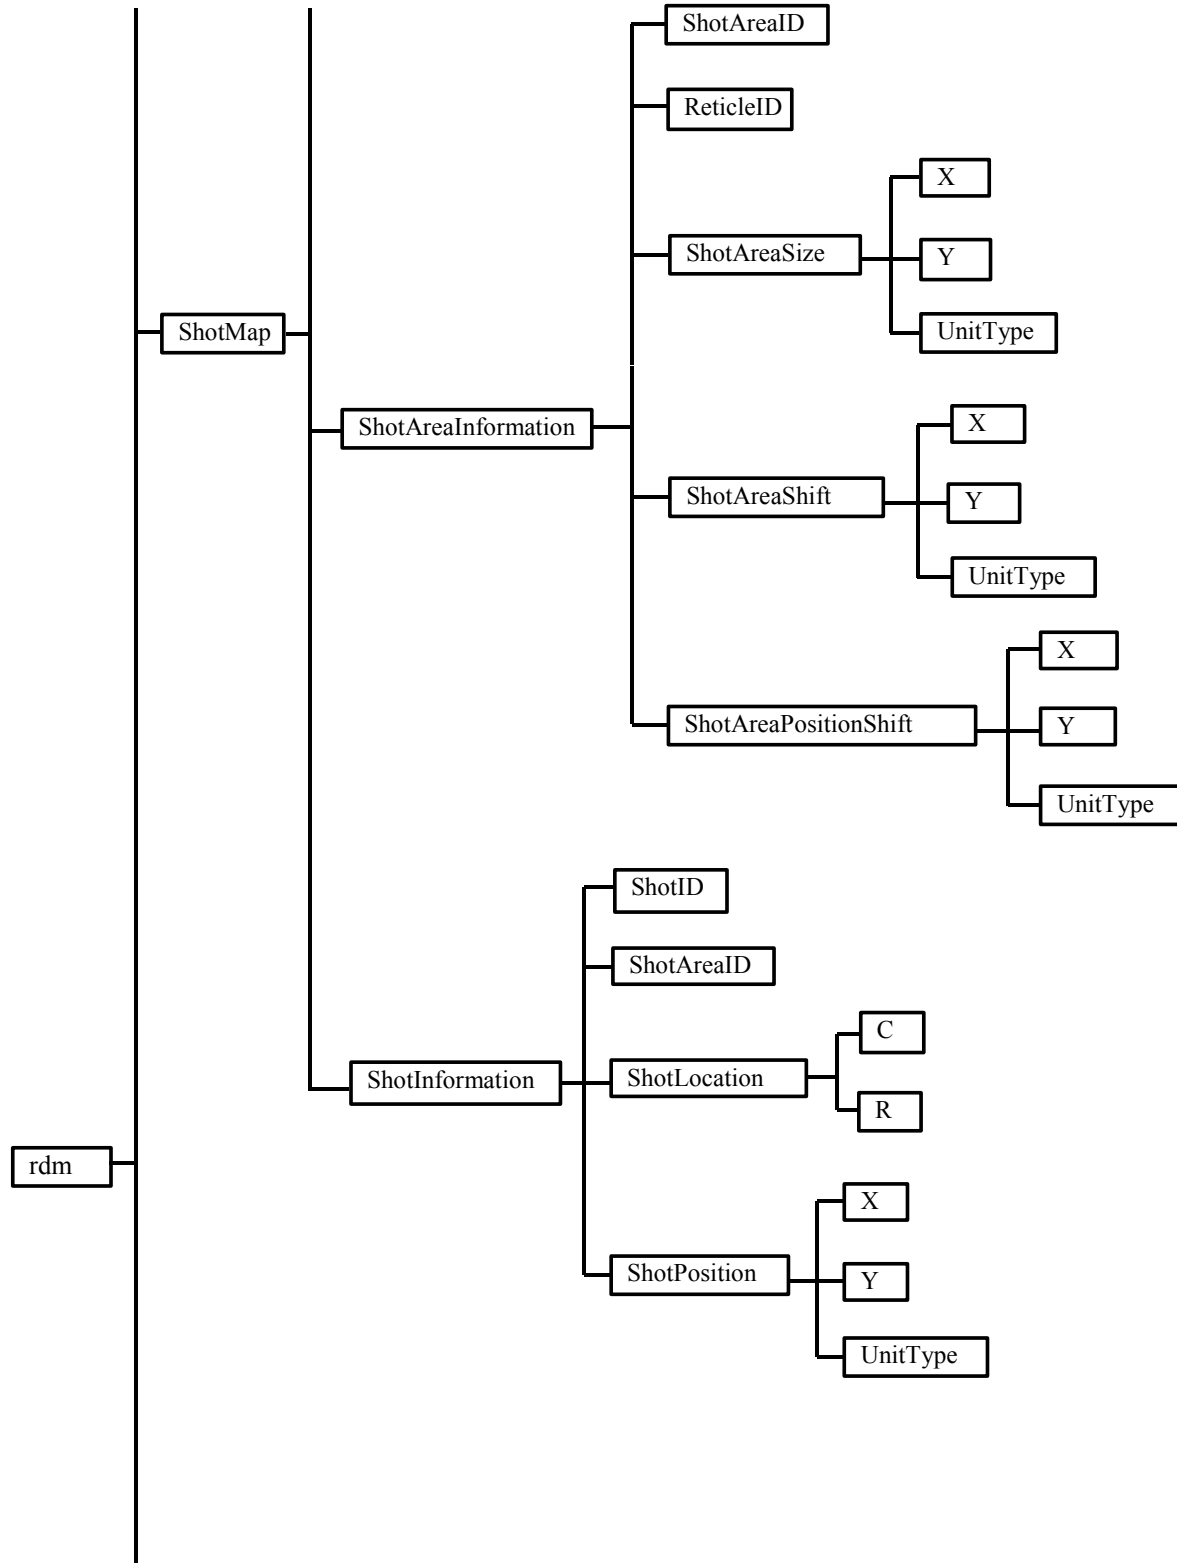 ShotAreaID
ReticleID
X
ShotAreaSize
Y
UnitType
ShotMap
ShotAreaInformation
X
ShotAreaShift
Y
UnitType
X
ShotAreaPositionShift
Y
UnitType
ShotID
ShotAreaID
C
ShotInformation
ShotLocation
R
rdm
X
ShotPosition
Y
UnitType